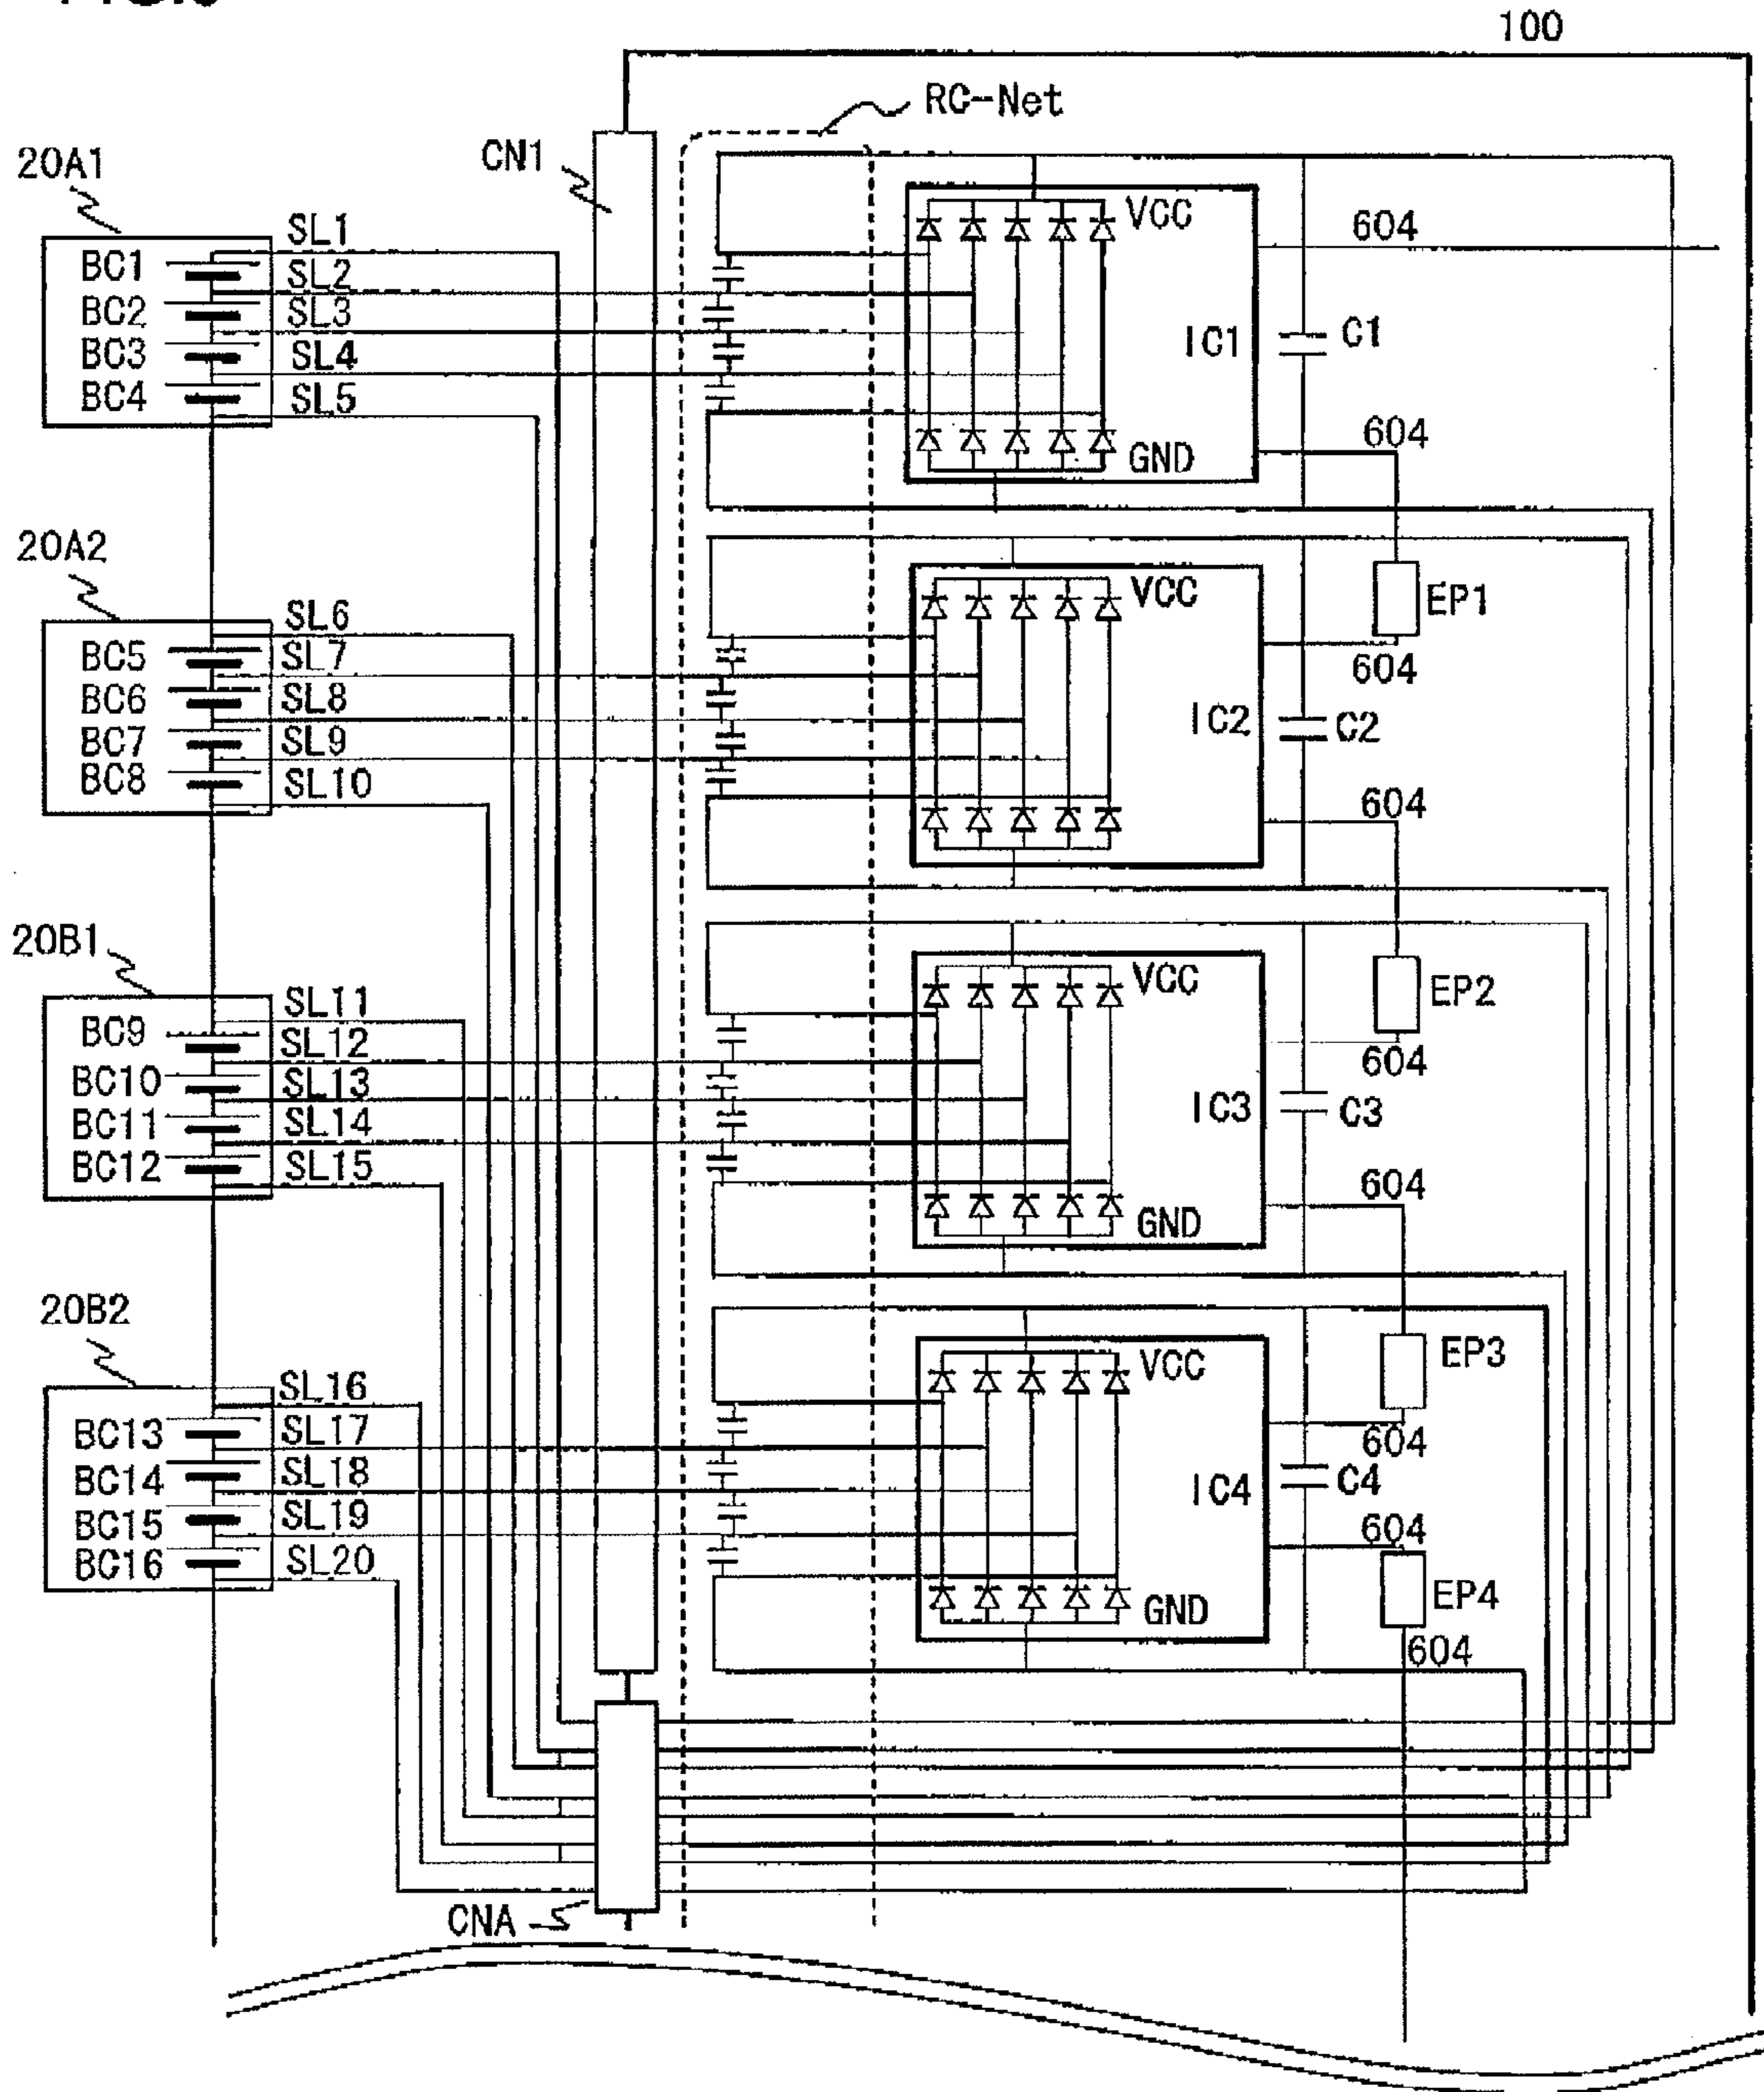 100
RC-Net
CN1
20A1
SL1
BC1
SL2
BC2
SL3
BC3
SL4
BC4
SL5
VCC
604
IC1
C1
604
GND
20A2
SL6
BC5
SL7
BC6
SL8
BC7
SL9
BC8
SL10
VCC
EP1
604
IC2
C2
604
20B1
SL11
BC9
SL12
BC10
SL13
BC11
SL14
BC12
SL15
VCC
EP2
604
IC3
C3
604
GND
20B2
SL16
BC13
SL17
BC14
SL18
BC15
SL19
BC16
SL20
VCC
EP3
604
IC4
C4
604
EP4
GND
604
CNA